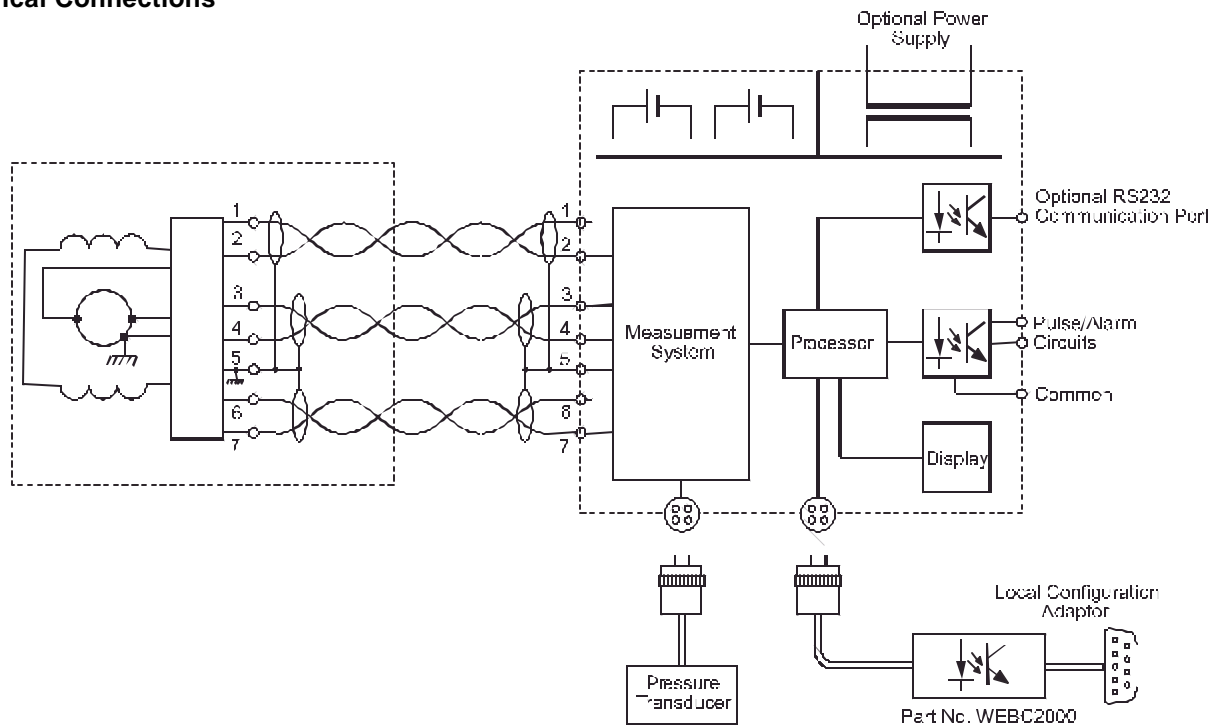 ical Connections
Optional Power
Supply
Optional RS232
Communication Port
1
2
3
4
5
6
7
1
2
3
4
5
6
7
Measurement
System
Processor
Pulse/Alarm
Circuits
Common
Display
Pressure
Transducer
Local Configuration
Adaptor
Part No. WEBC2000